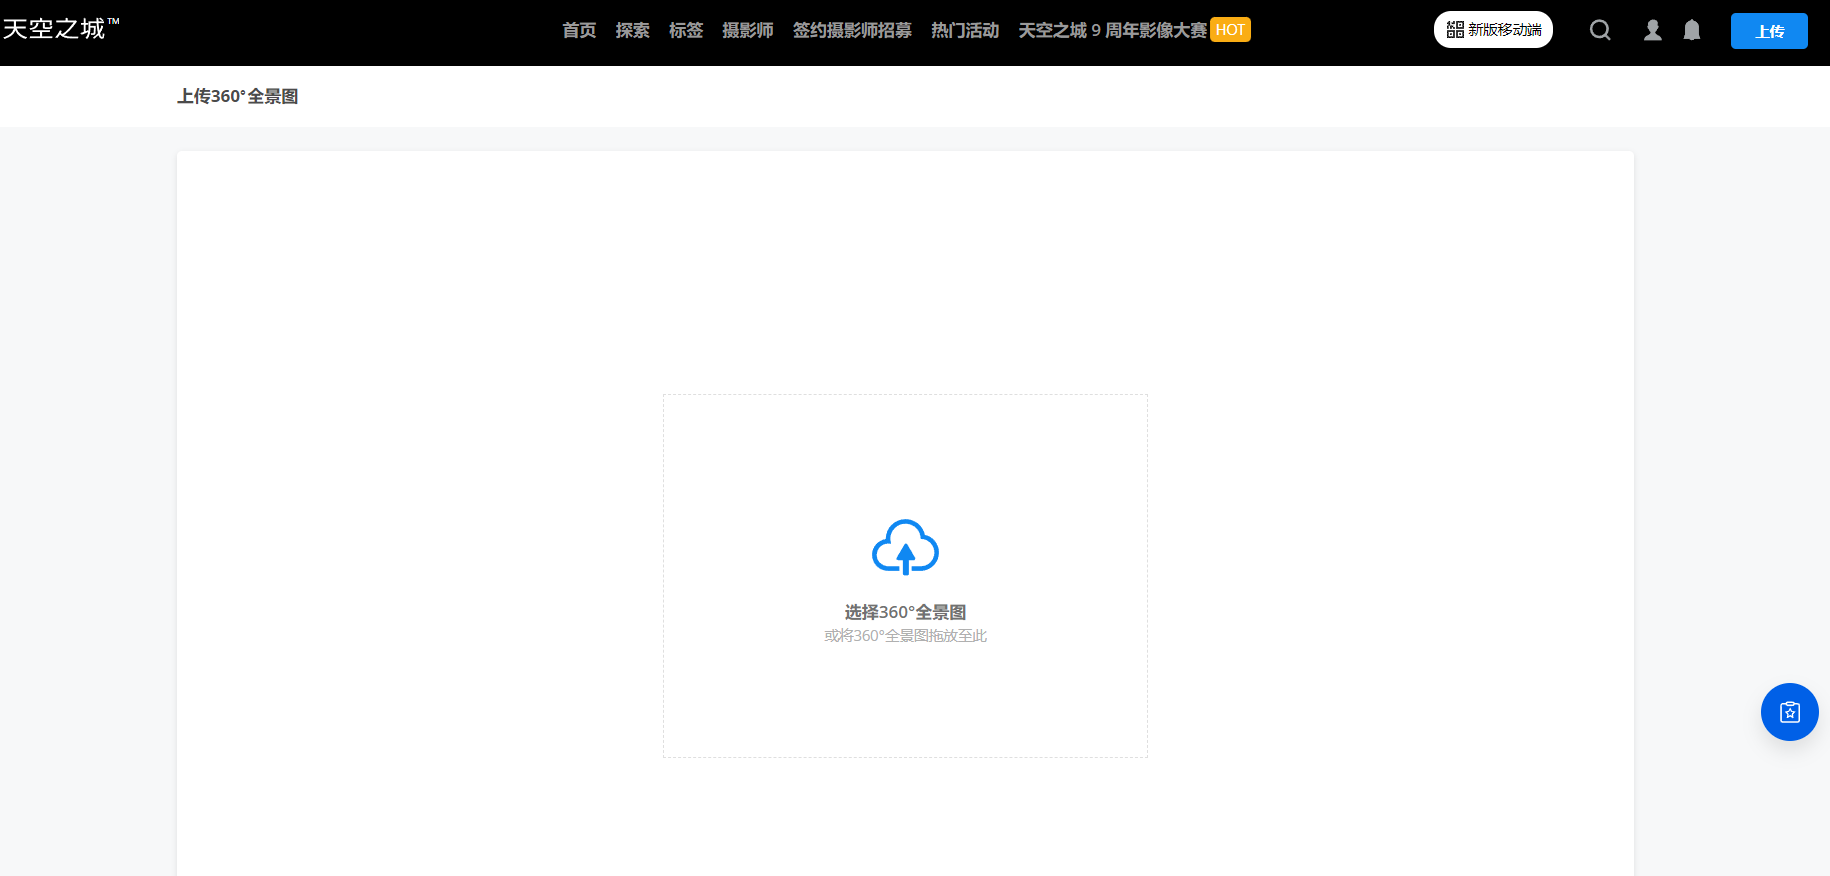 天空之城™
首页 探索 标签 摄影师 签约摄影师招募 热门活动 天空之城 9 周年影像大赛 HOT
新版移动端
上传
上传360°全景图
选择360°全景图
或将360°全景图拖放至此